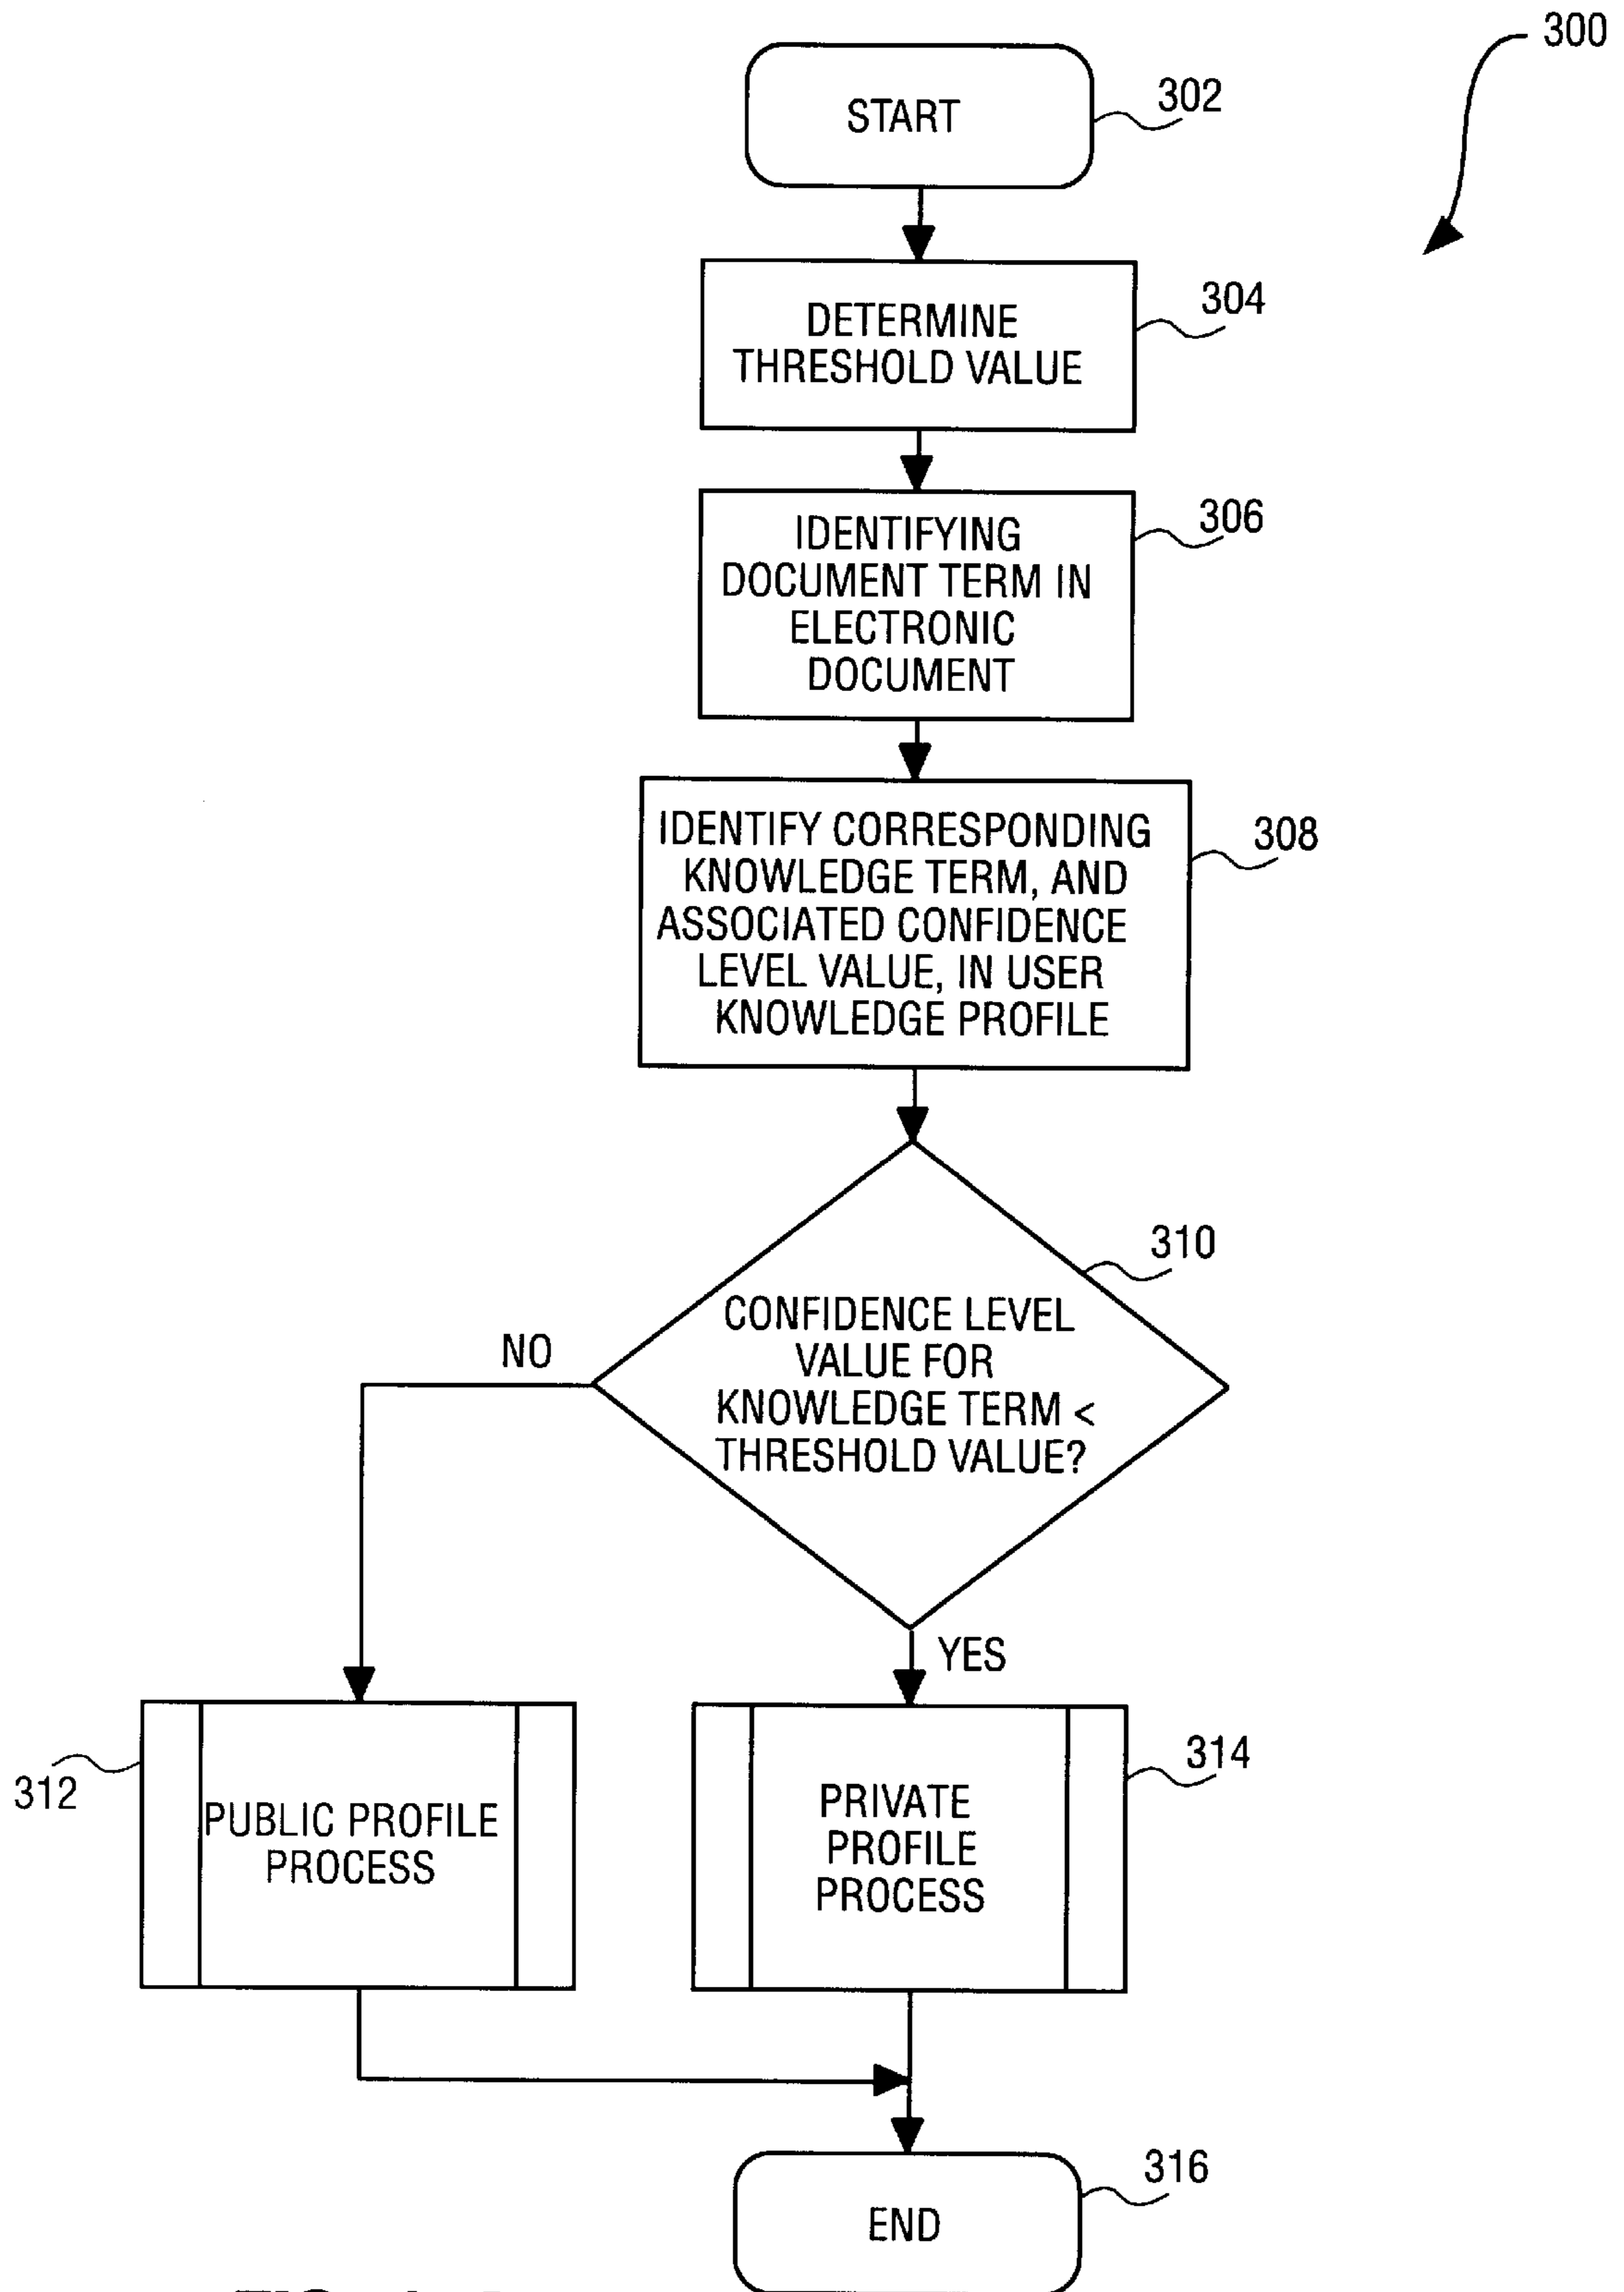 300
START
302
DETERMINE
THRESHOLD VALUE
304
IDENTIFYING
DOCUMENT TERM IN
ELECTRONIC
DOCUMENT
306
IDENTIFY CORRESPONDING
KNOWLEDGE TERM, AND
ASSOCIATED CONFIDENCE
LEVEL VALUE, IN USER
KNOWLEDGE PROFILE
308
310
CONFIDENCE LEVEL
VALUE FOR
KNOWLEDGE TERM <
THRESHOLD VALUE?
NO
YES
312
PUBLIC PROFILE
PROCESS
PRIVATE
PROFILE
PROCESS
314
END
316